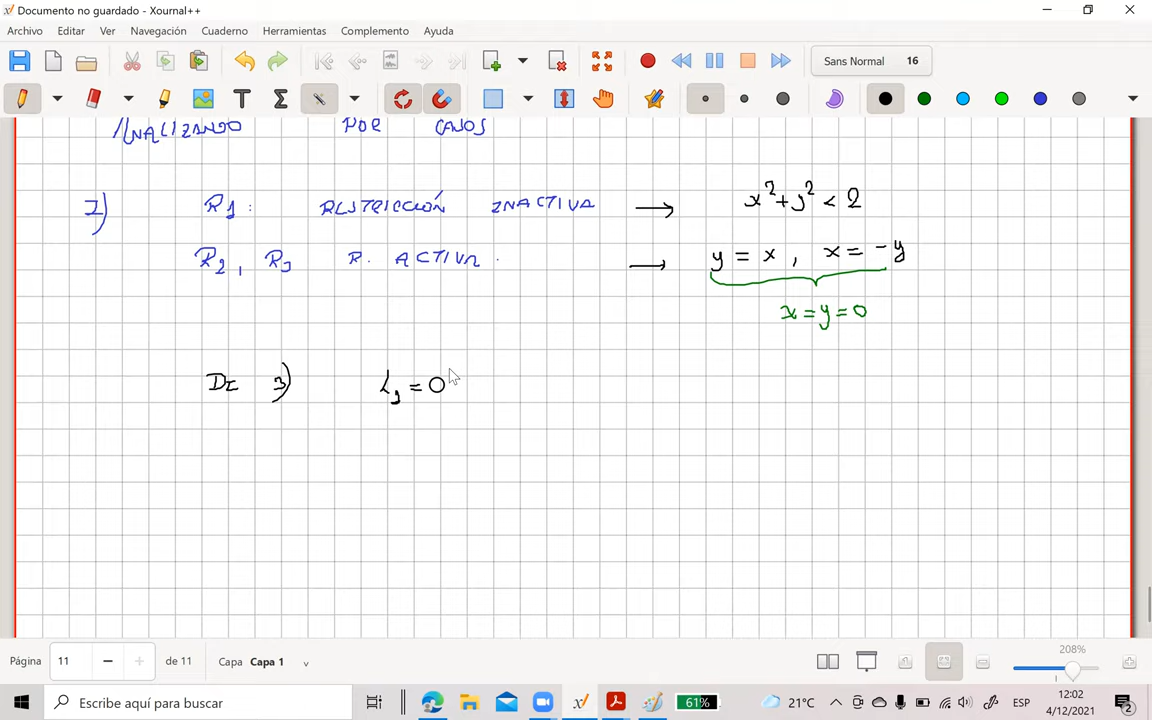 Documento no guardado - Xournal++
Archivo Editar Ver Navegación Cuaderno Herramientas Complemento Ayuda
Sans Normal 16
ANALIZANDO POR CASOS
I) R1: RESTRICCIÓN INACTIVA → x²+y² < 2
R2, R3 R. ACTIVA. → y = x, x = -y
x = y = 0
DE 3) = 0
208%
Página 11 de 11 Capa Capa 1
Escribe aquí para buscar 61% 21°C ESP 12:02 4/12/2021 2